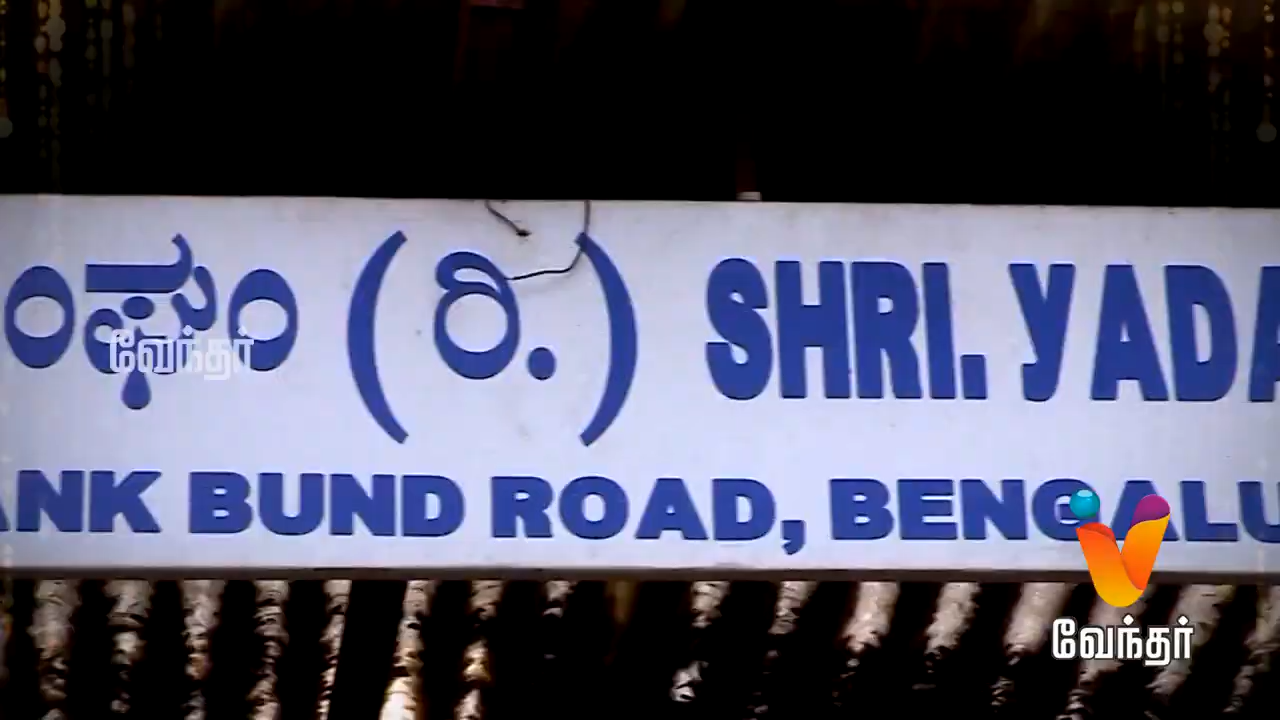 ಂಘಂ (ರಿ.) SHRI. YADA
ANK BUND ROAD, BENGALU
வேந்தர்
வேந்தர்